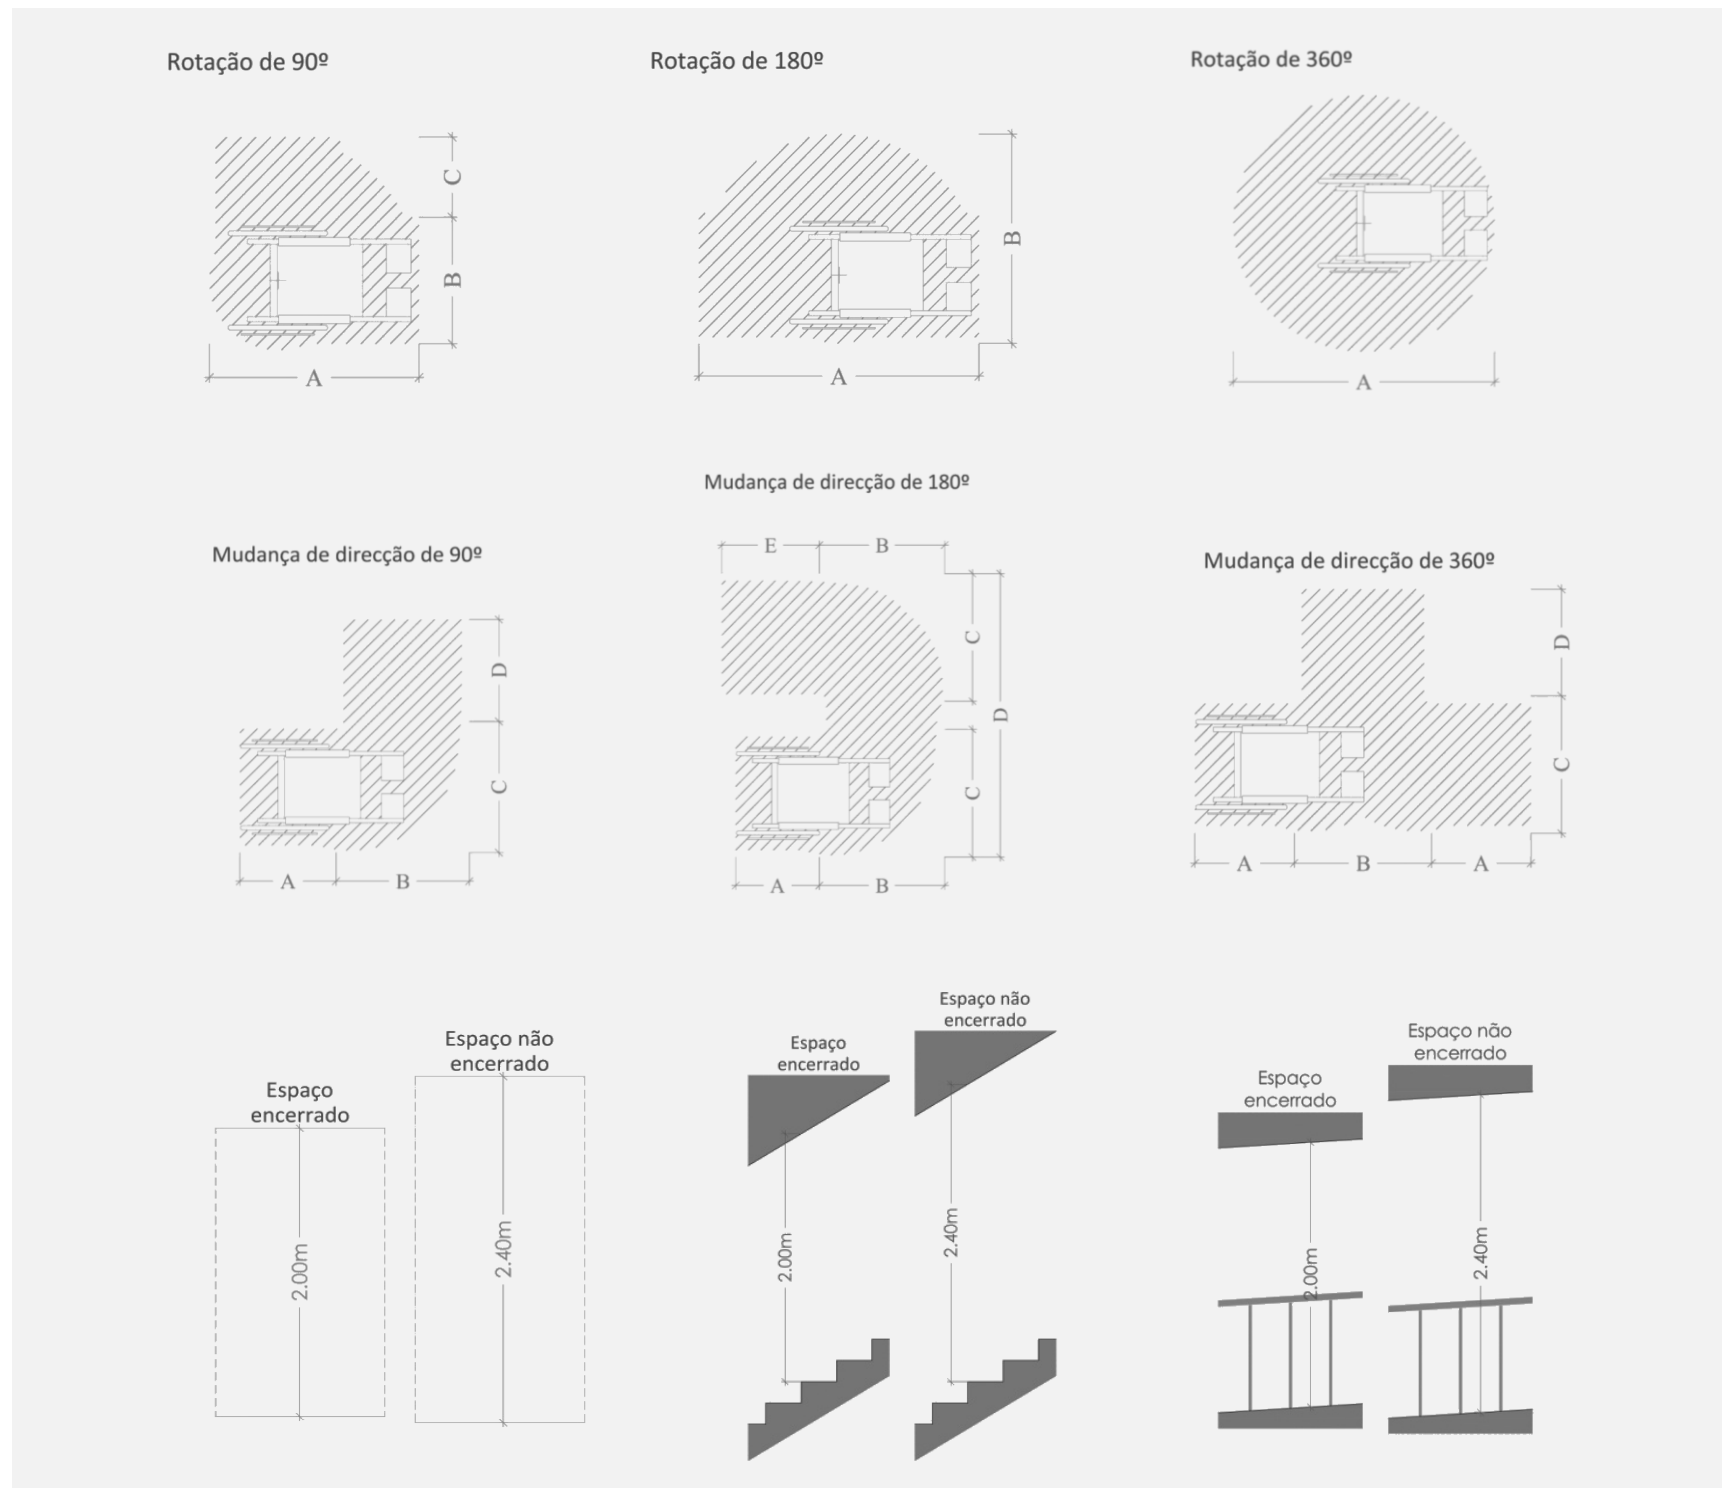 Rotação de 90º
C
B
A
Rotação de 180º
B
A
Rotação de 360º
A
Mudança de direcção de 90º
D
C
A
B
Mudança de direcção de 180º
E
B
C
D
C
A
B
Mudança de direcção de 360º
D
C
A
B
A
Espaço
encerrado
2.00m
Espaço não
encerrado
2.40m
Espaço
encerrado
2.00m
Espaço não
encerrado
2.40m
Espaço
encerrado
2.00m
Espaço não
encerrado
2.40m